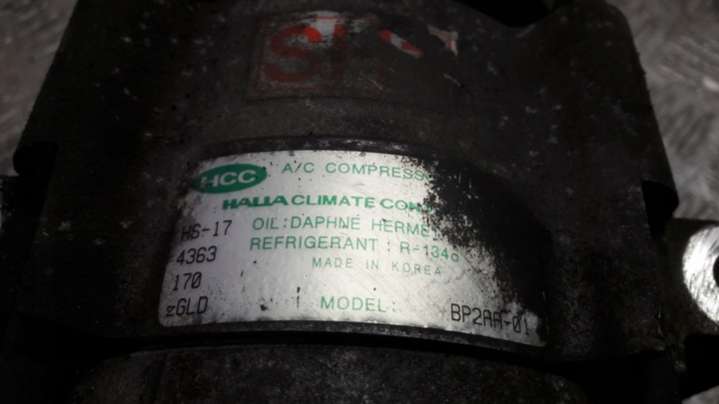 HCC A/C COMPRESS
HALLA CLIMATE CON
HS-17 OIL: DAPHNE HERME
4363 REFRIGERANT : R-134a
170 MADE IN KOREA
GLD MODEL: BP2AA-01